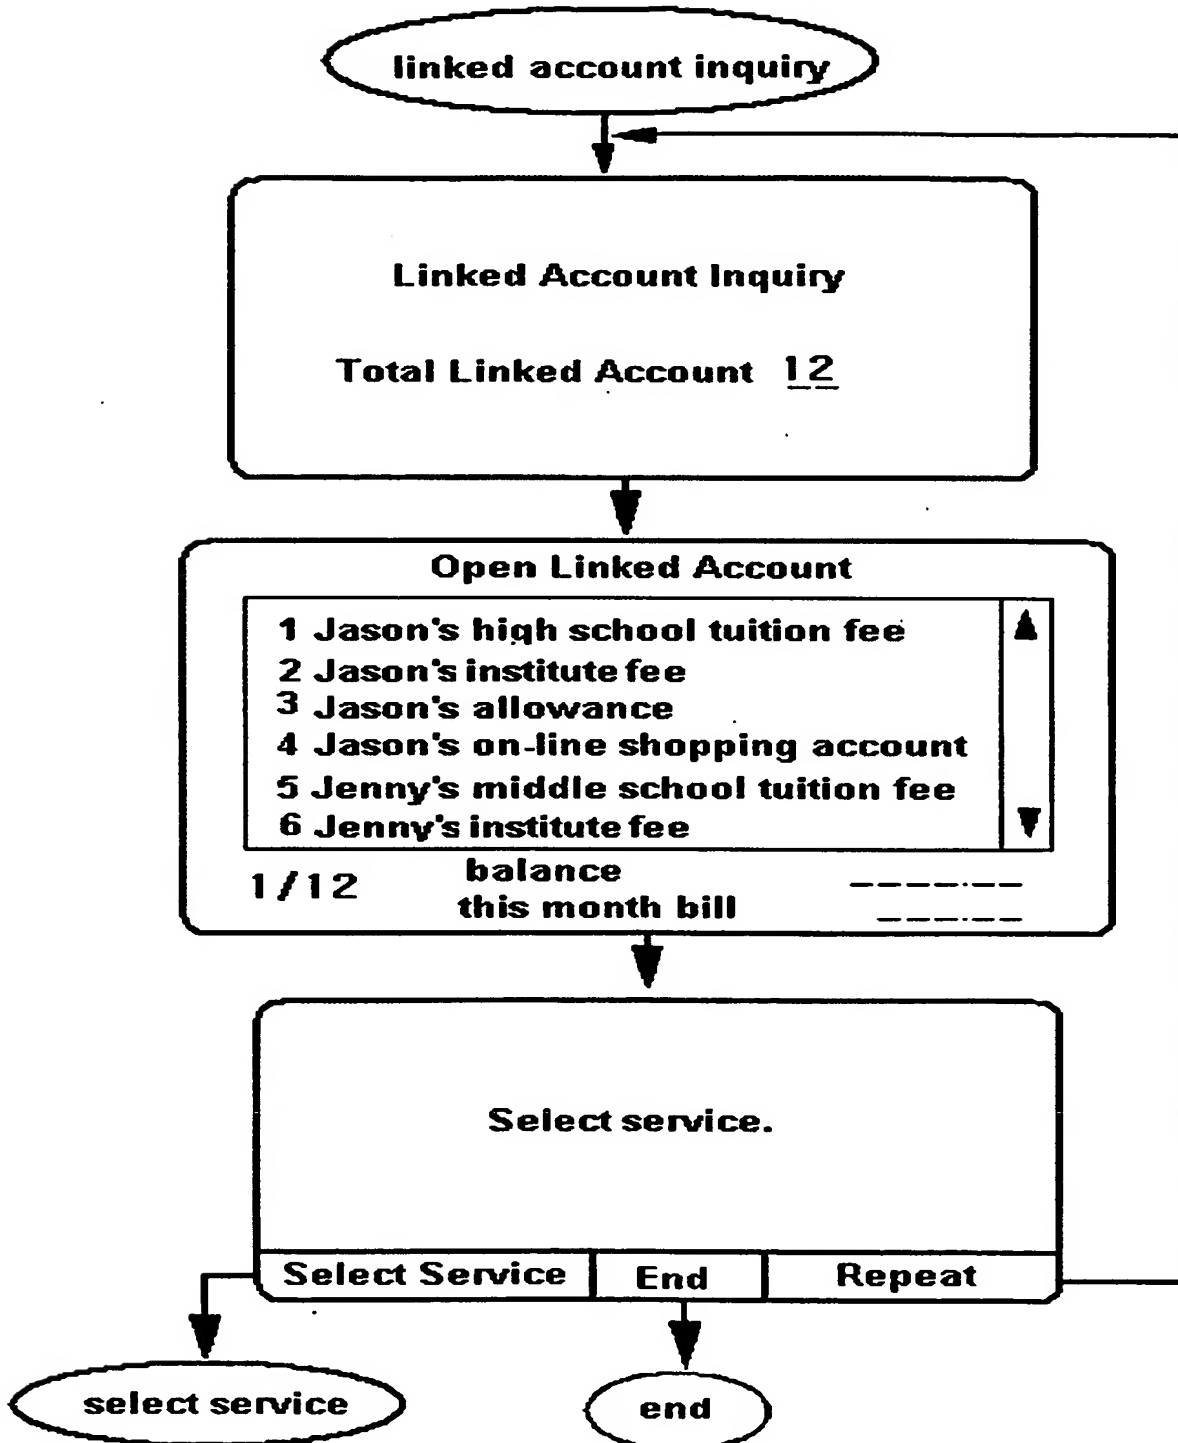 linked account inquiry
Linked Account Inquiry
Total Linked Account 12
Open Linked Account
1 Jason's high school tuition fee
2 Jason's institute fee
3 Jason's allowance
4 Jason's on-line shopping account
5 Jenny's middle school tuition fee
6 Jenny's institute fee
1/12 balance _ _ _ _._ _
this month bill _ _ _._ _
Select service.
Select Service End Repeat
select service end